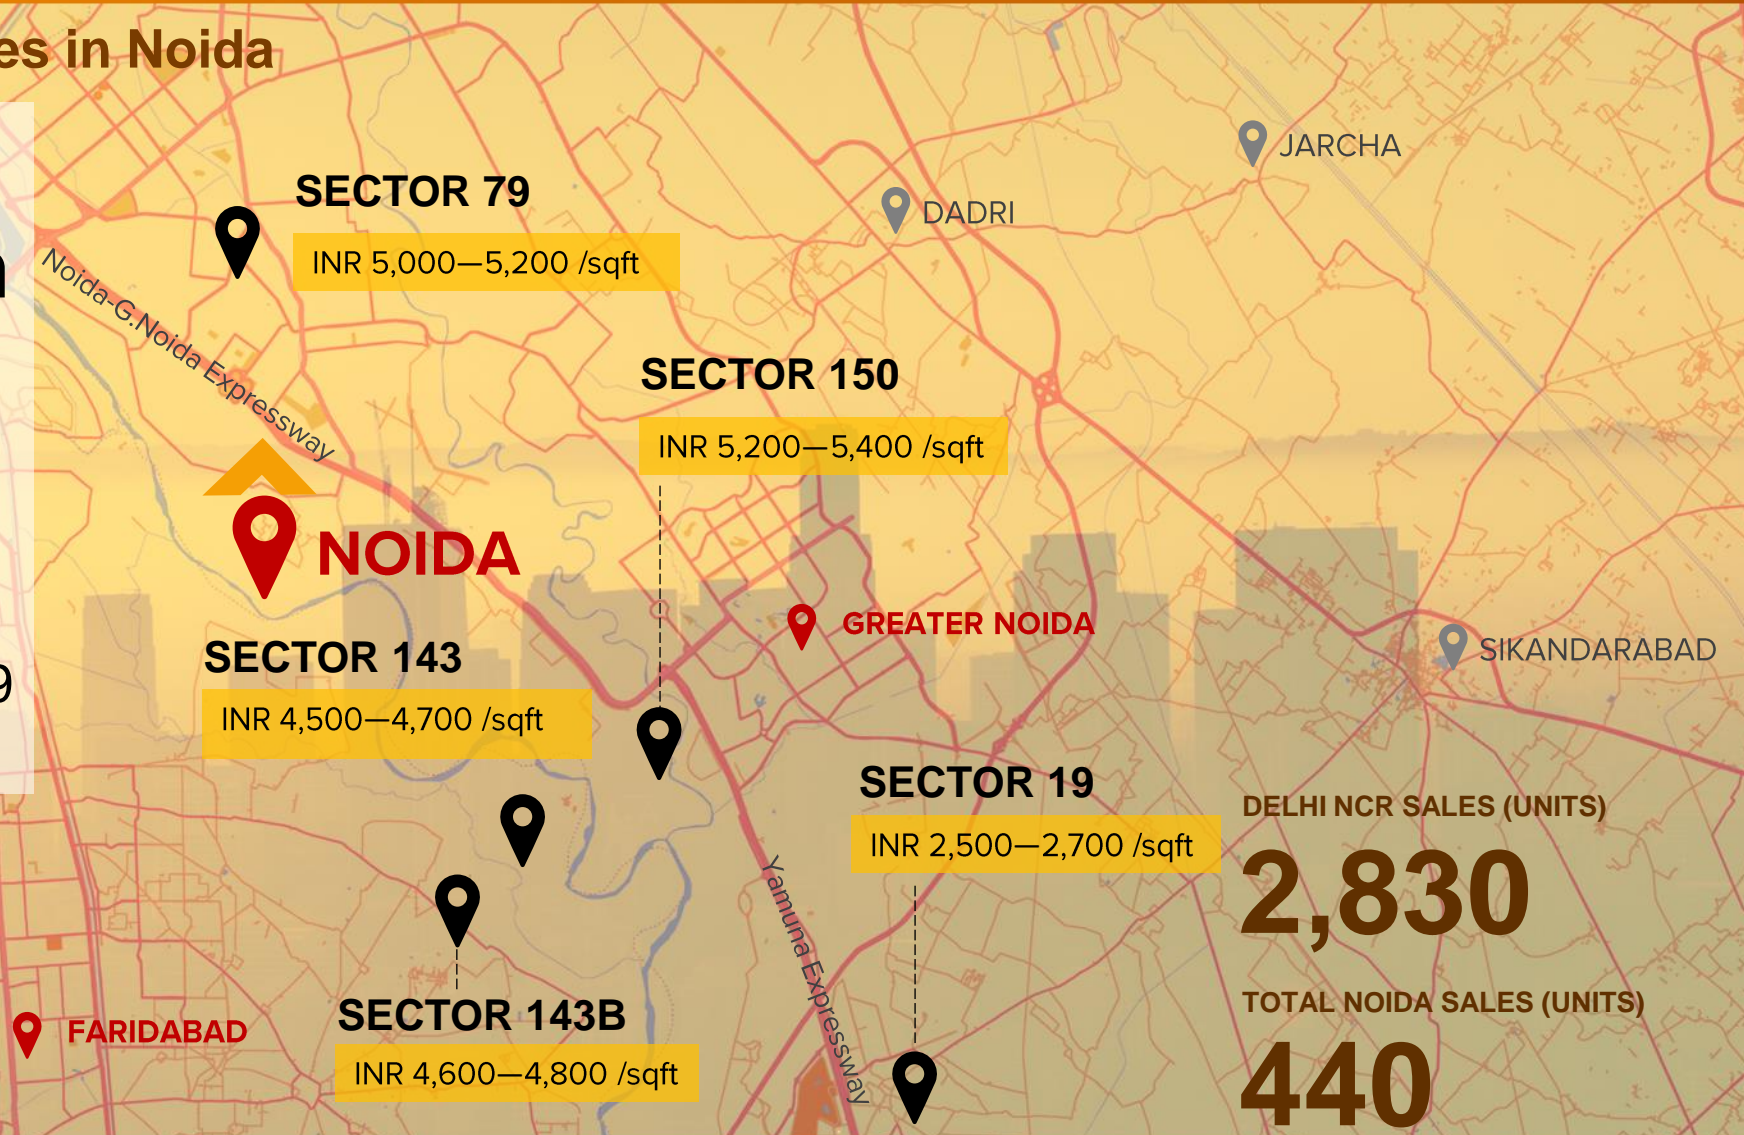 es in Noida
JARCHA
SECTOR 79
DADRI
INR 5,000—5,200 /sqft
Noida-G.Noida Expressway
SECTOR 150
INR 5,200—5,400 /sqft
NOIDA
GREATER NOIDA
SIKANDARABAD
SECTOR 143
9
INR 4,500—4,700 /sqft
SECTOR 19
DELHI NCR SALES (UNITS)
INR 2,500—2,700 /sqft
2,830
Yamuna Expressway
TOTAL NOIDA SALES (UNITS)
SECTOR 143B
FARIDABAD
INR 4,600—4,800 /sqft
440